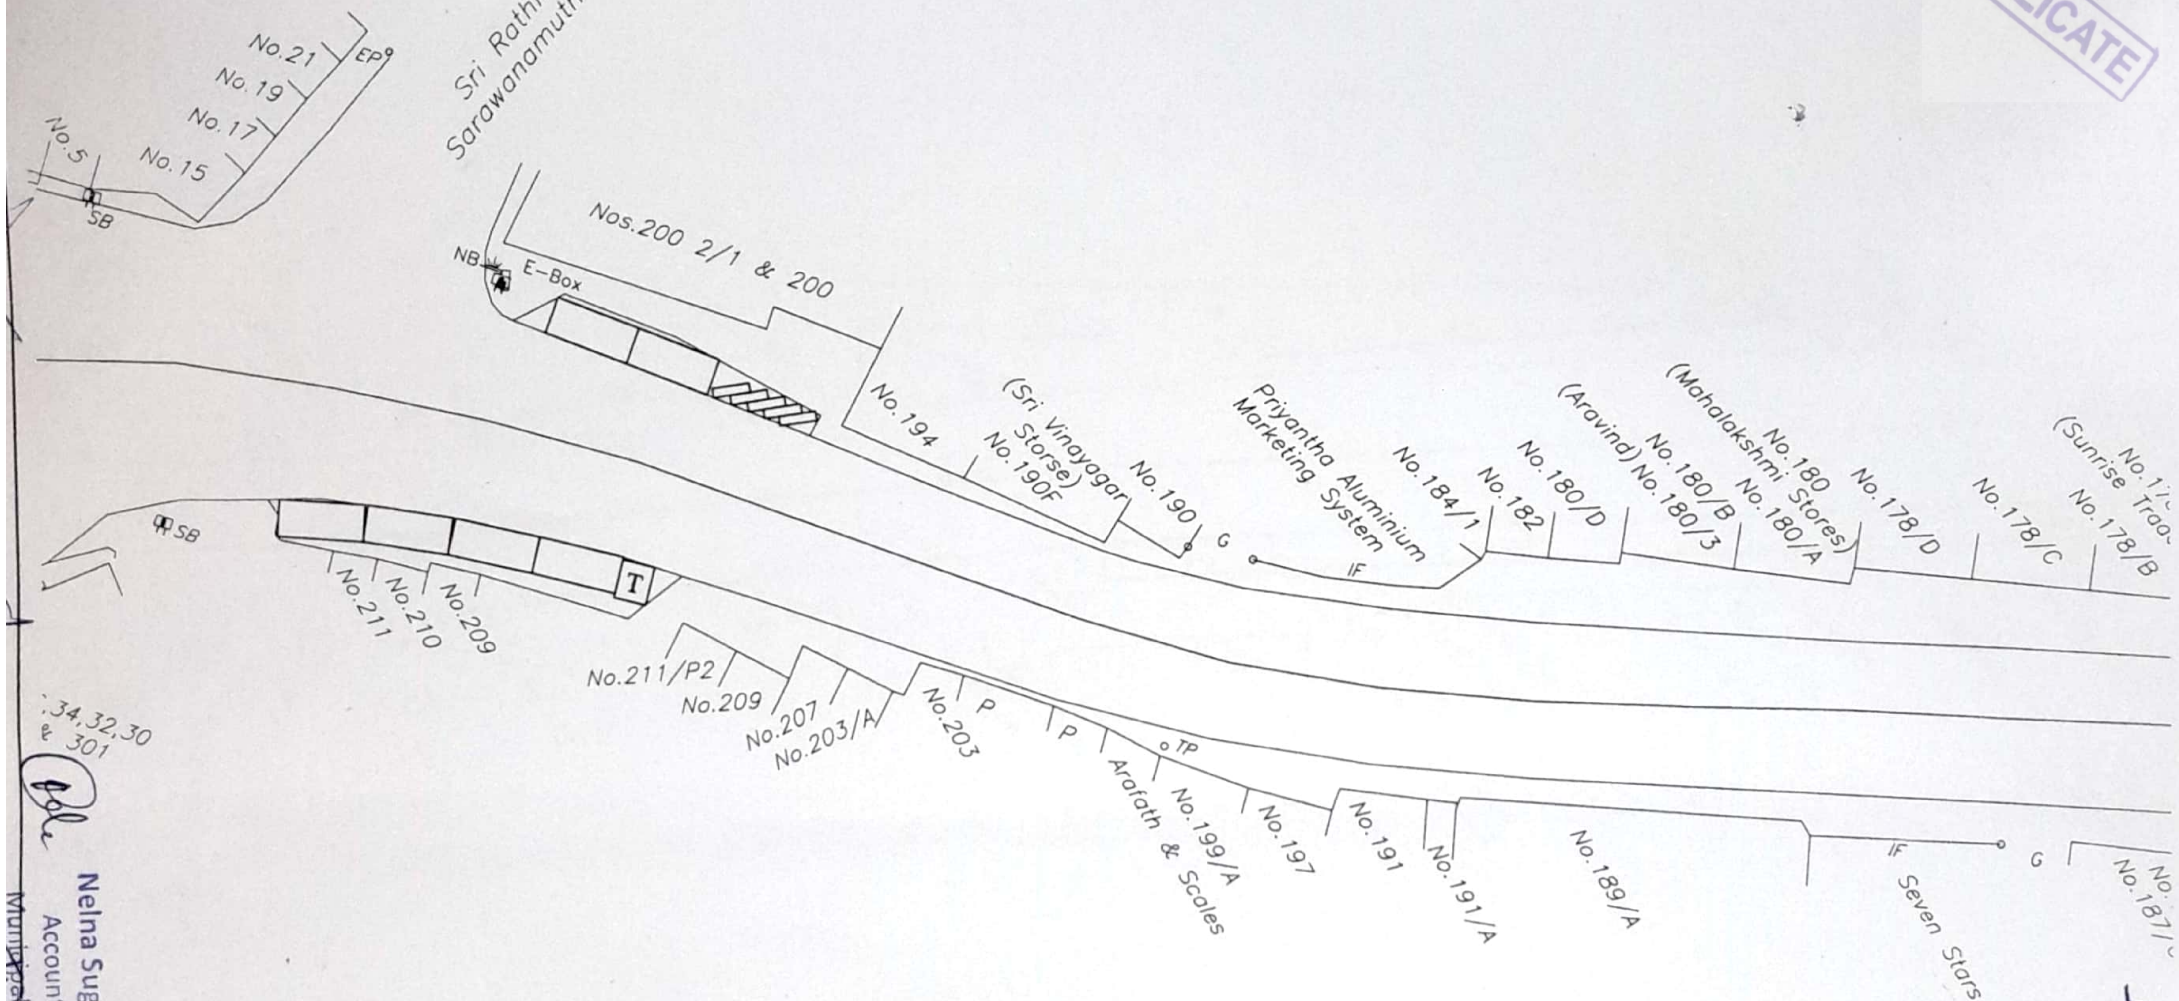 LICATE
No.21
EP
No.19
No.17
No.15
No.5
SB
Sri
Sarawanamuth
Nos.200 2/1 & 200
NB
E-Box
No.194
(Sri Vinayagar
Storse)
No.190F
No.190
G
Priyantha Aluminium
Marketing System
IF
No.184/1
No.182
No.180/D
(Aravind)
No.180/3
No.180/B
(Mahalakshmi Stores)
No.180
No.180/A
No.178/D
No.178/C
(Sunrise
No.178/B
SB
T
No.211
No.210
No.209
No.211/P2
No.209
No.207
No.203/A
No.203
P
P
TP
Arafath & Scales
No.199/A
No.197
No.191
No.191/A
No.189/A
IF
Seven Stars
G
No.
No.187/
34,32,30
& 301
Nelna Sug
Accoun
Municipal